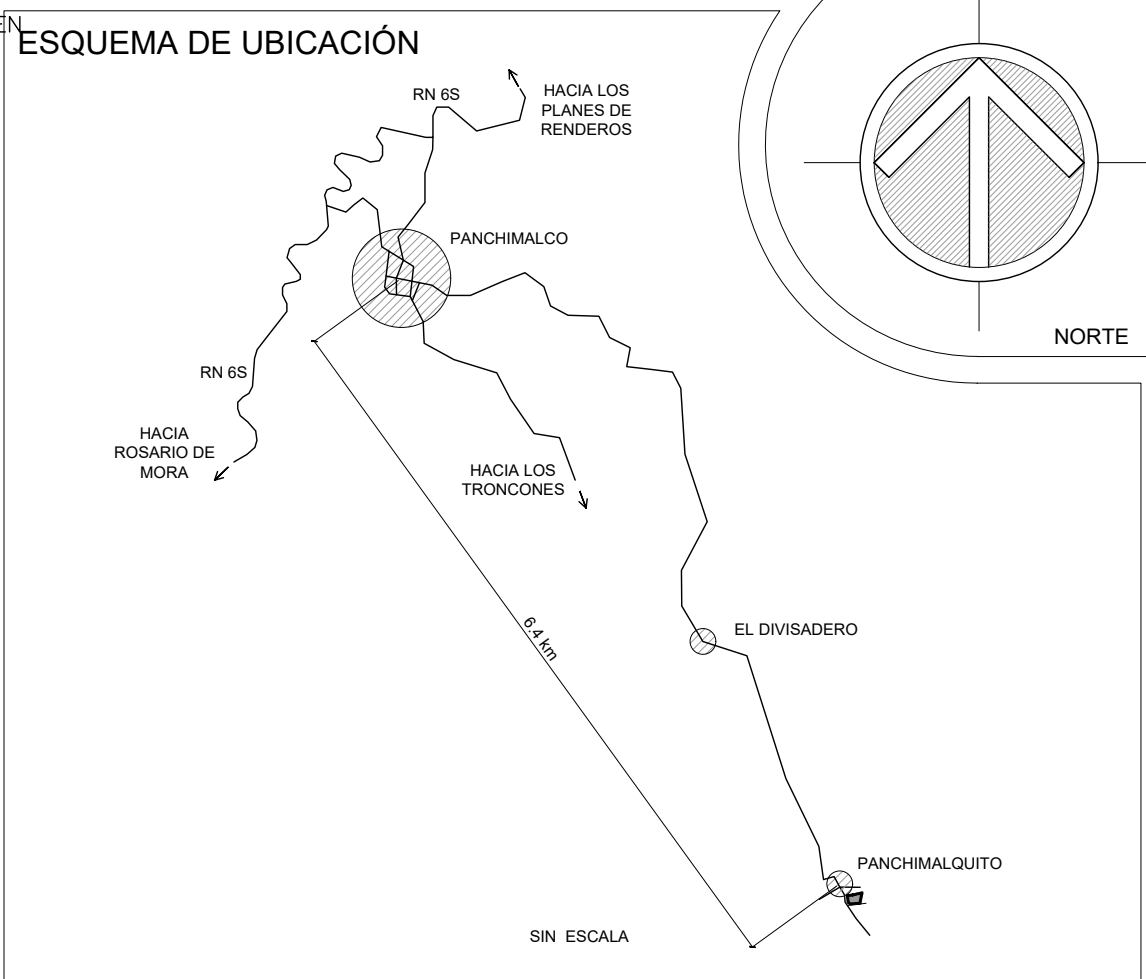 EN
ESQUEMA DE UBICACIÓN
RN 6S
HACIA LOS
PLANES DE
RENDEROS
PANCHIMALCO
NORTE
RN 6S
HACIA
ROSARIO DE
MORA
HACIA LOS
TRONCONES
6.4 km
EL DIVISADERO
PANCHIMALQUITO
SIN ESCALA